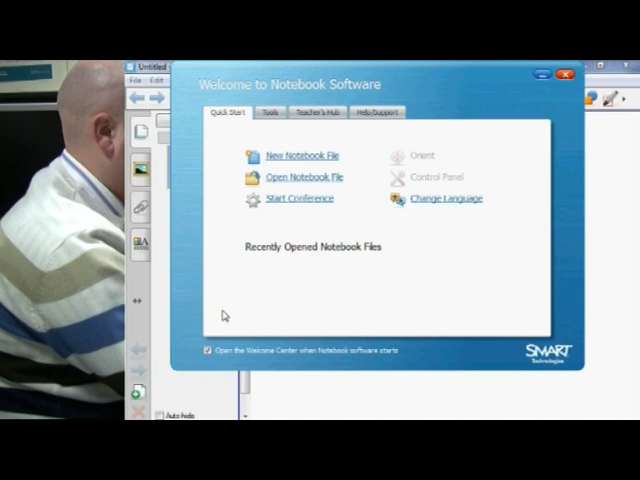 Untitled
File Edit
Welcome to Notebook Software
Quick Start Tools Teacher's Hub Help/Support
New Notebook File
Orient
Open Notebook File
Control Panel
Start Conference
Change Language
Recently Opened Notebook Files
Open the Welcome Center when Notebook software starts
SMART
Technologies
Auto hide